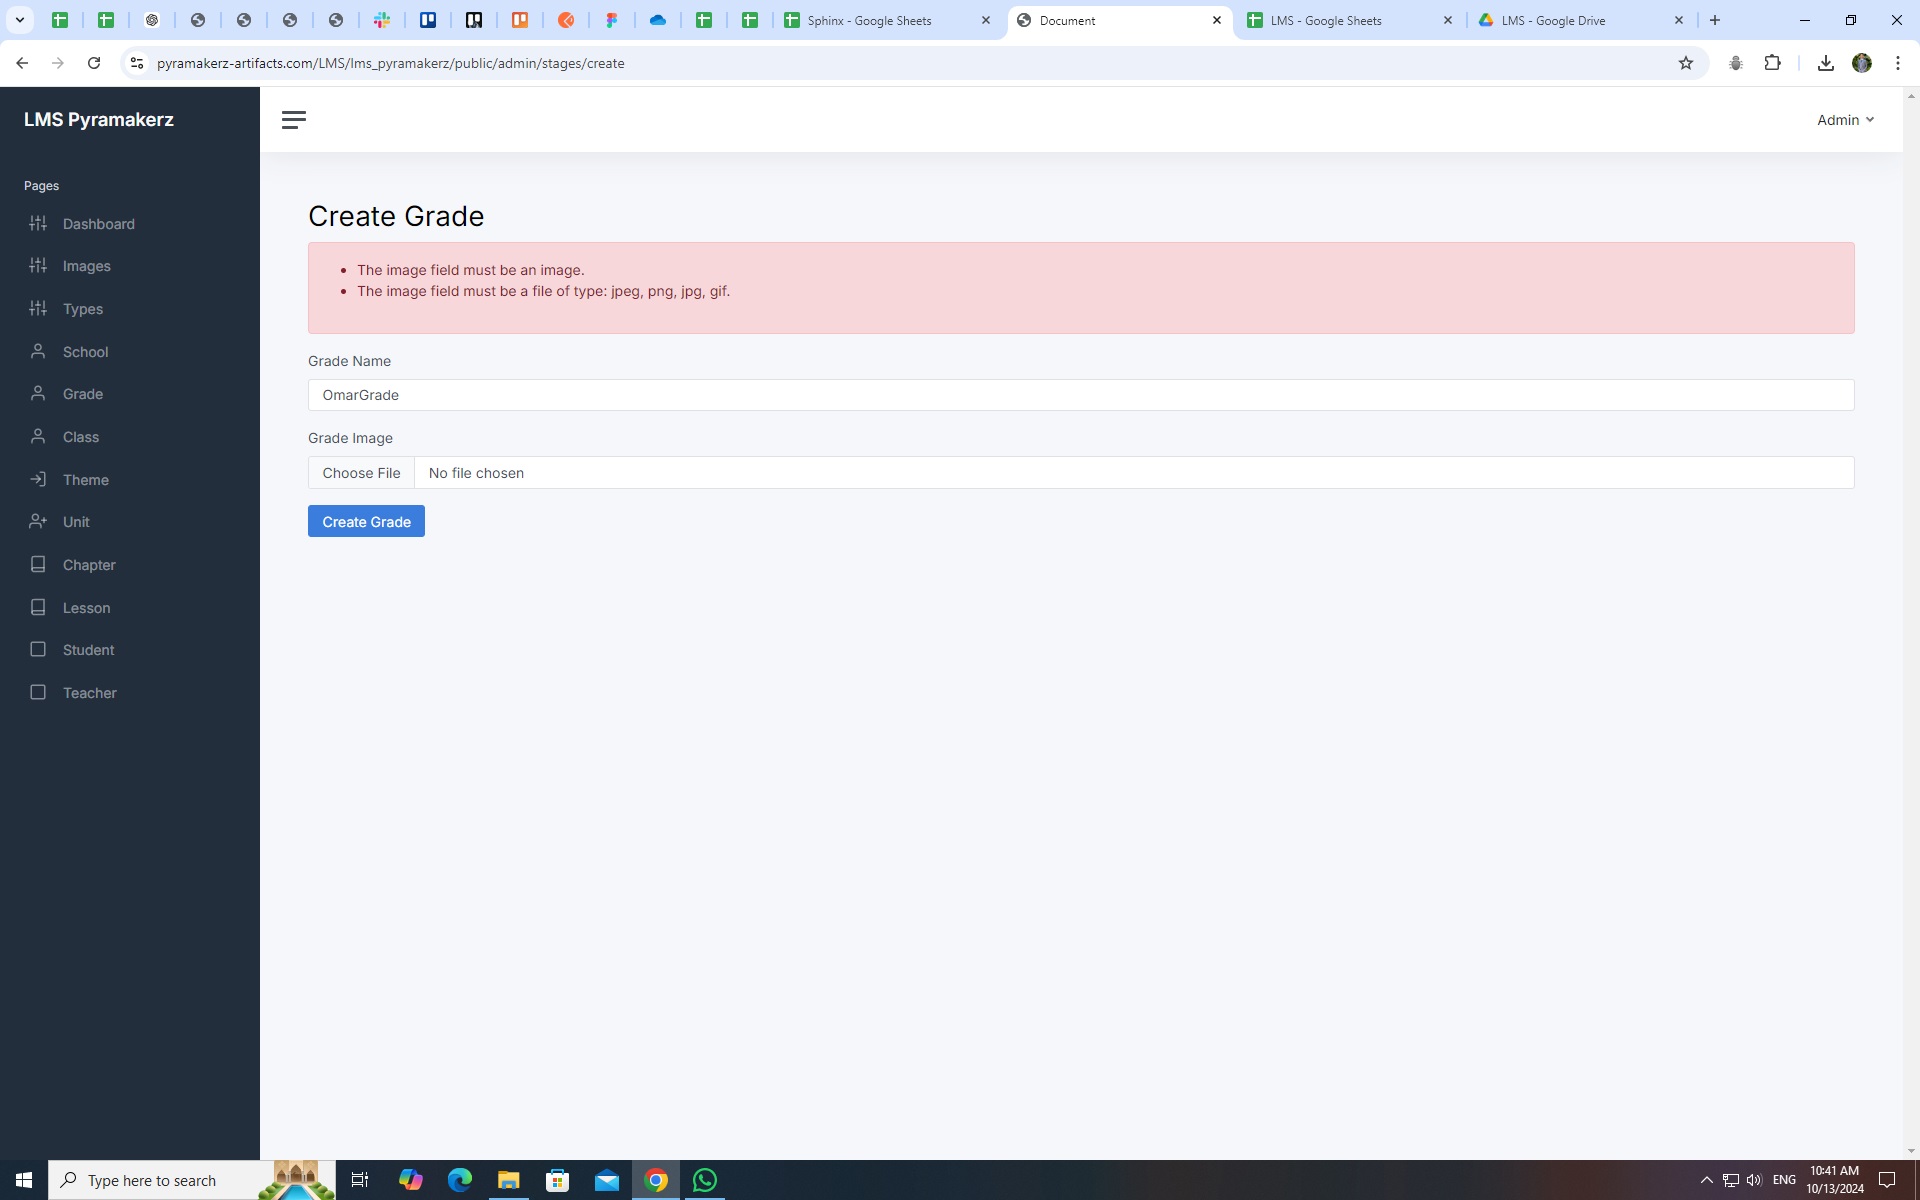 Sphinx - Google Sheets
Document
LMS - Google Sheets
LMS - Google Drive
pyramakerz-artifacts.com/LMS/lms_pyramakerz/public/admin/stages/create
LMS Pyramakerz
Admin
Pages
Dashboard
Images
Types
School
Grade
Class
Theme
Unit
Chapter
Lesson
Student
Teacher
Create Grade
The image field must be an image.
The image field must be a file of type: jpeg, png, jpg, gif.
Grade Name
OmarGrade
Grade Image
Choose File No file chosen
Create Grade
Type here to search
ENG
10:41 AM
10/13/2024